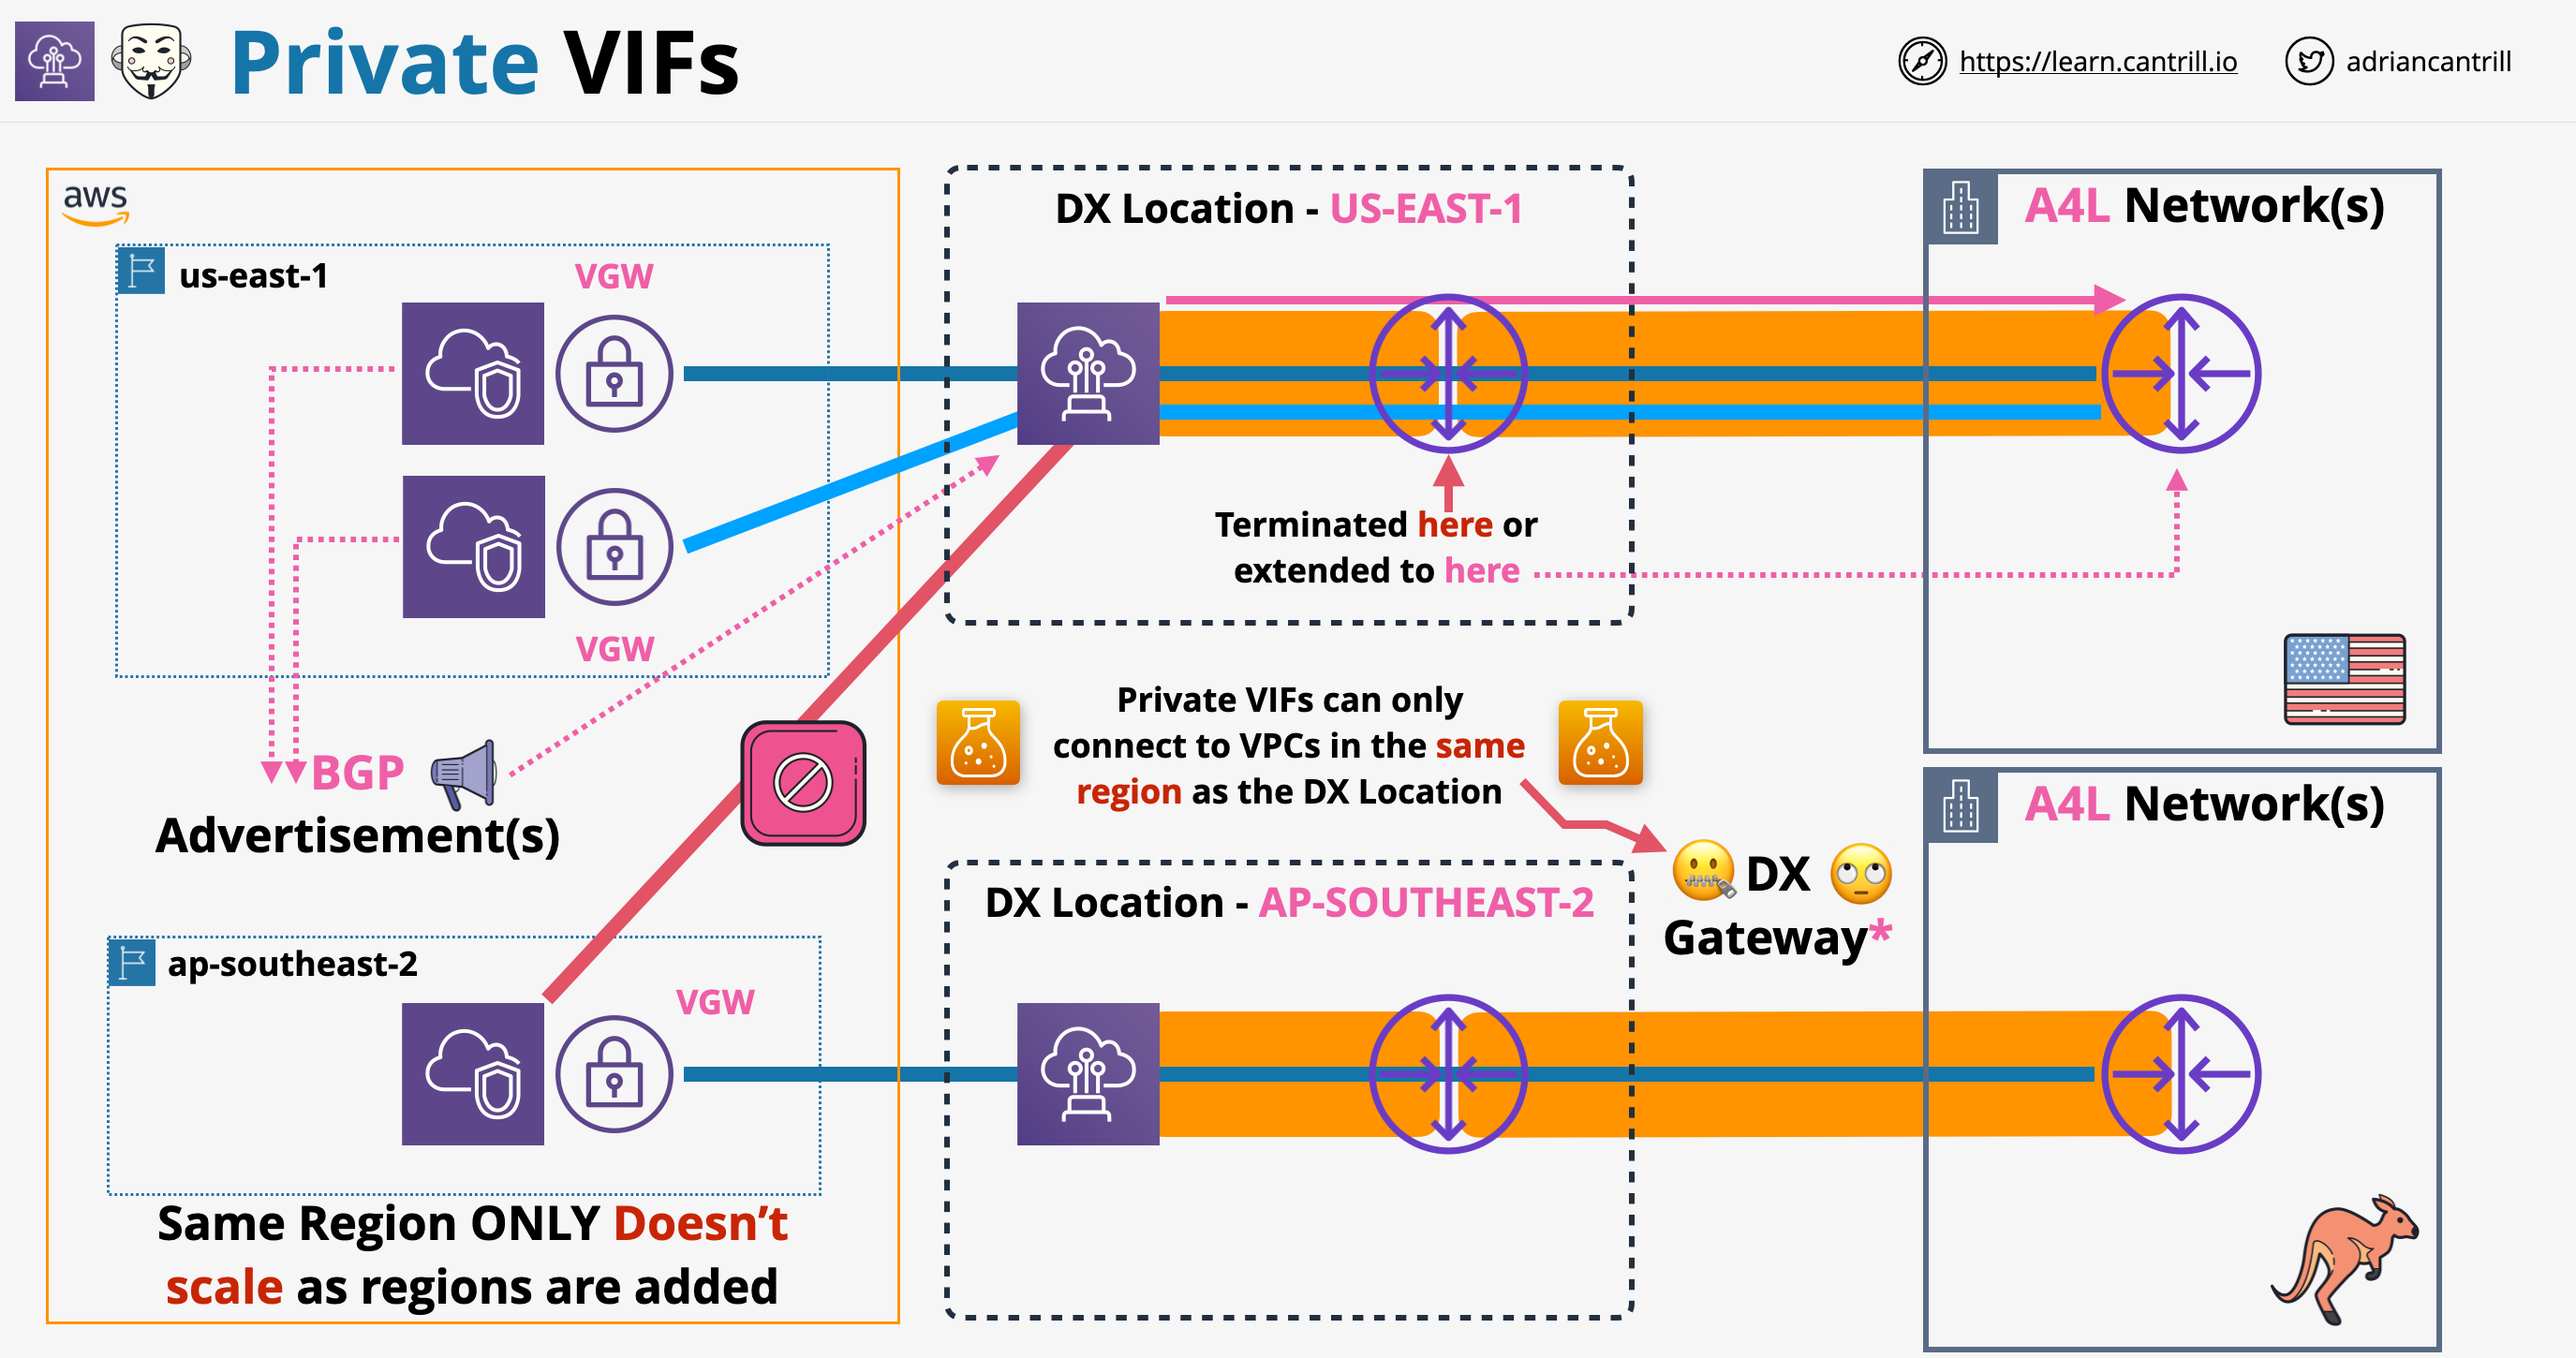 Private VIFs
https://learn.cantrill.io
adriancantrill
aws
us-east-1
VGW
VGW
BGP
Advertisement(s)
ap-southeast-2
VGW
Same Region ONLY Doesn’t
scale as regions are added
DX Location - US-EAST-1
Terminated here or
extended to here
Private VIFs can only
connect to VPCs in the same
region as the DX Location
DX
Gateway*
DX Location - AP-SOUTHEAST-2
A4L Network(s)
A4L Network(s)